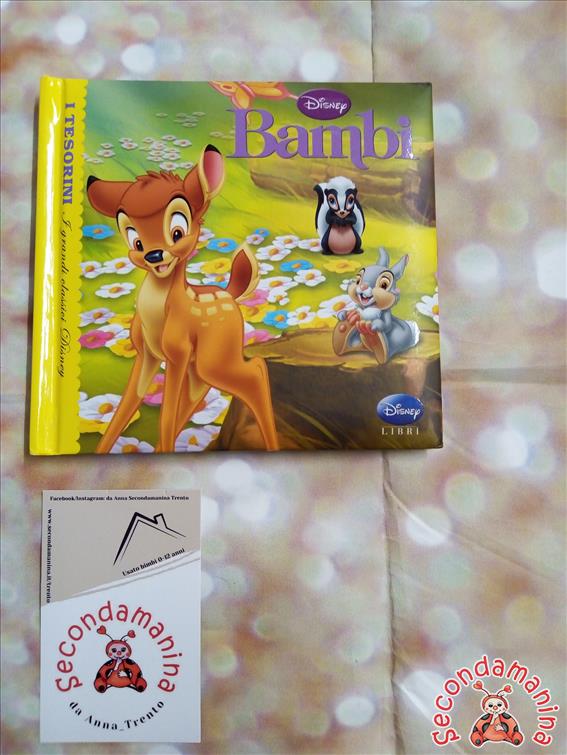 Disney
Bambi
I TESORINI I grandi classici Disney
Disney
LIBRI
Facebook/Instagram: da Anna Secondamanina Trento
www.secondamanina.it/trento
Usato bimbi 0-12 anni
Secondamanina
da Anna_Trento
Secondamanina